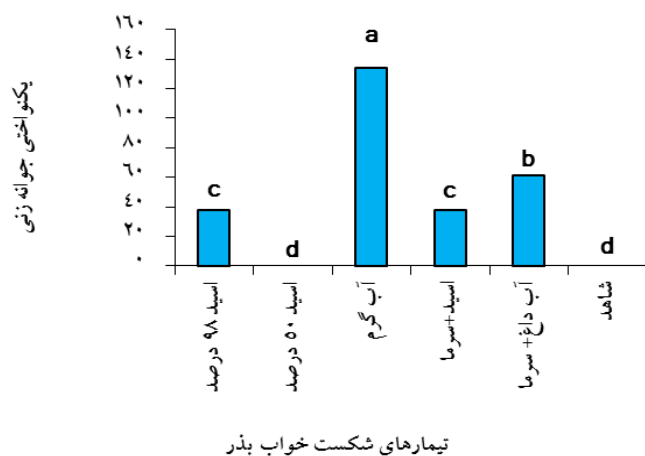 یکنواختی جوانه زنی
۱۶۰
۱۴۰
۱۲۰
۱۰۰
۸۰
۶۰
۴۰
۲۰
۰
c
d
a
c
b
d
اسید ۹۸ درصد
اسید ۵۰ درصد
آب گرم
اسید+سرما
آب داغ+ سرما
شاهد
تیمارهای شکست خواب بذر